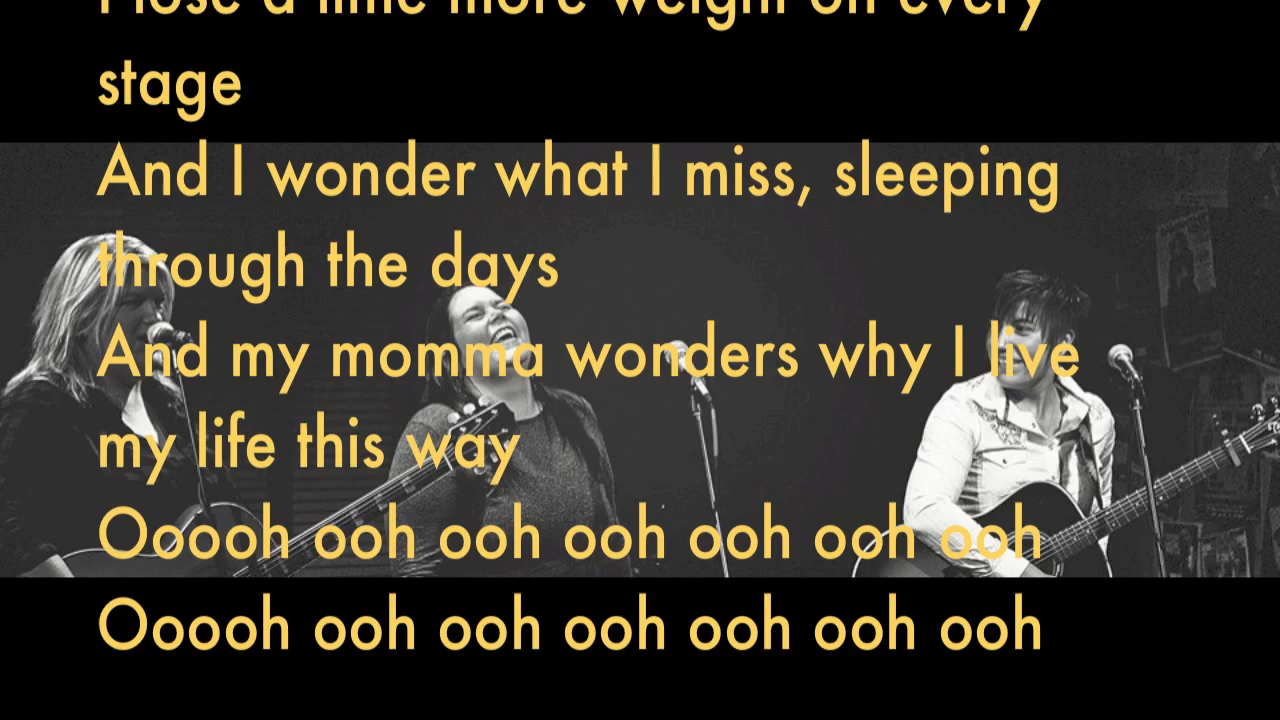 I lose a little more weight on every
stage
And I wonder what I miss, sleeping
through the days
And my momma wonders why I live
my life this way
Ooooh ooh ooh ooh ooh ooh ooh
Ooooh ooh ooh ooh ooh ooh ooh